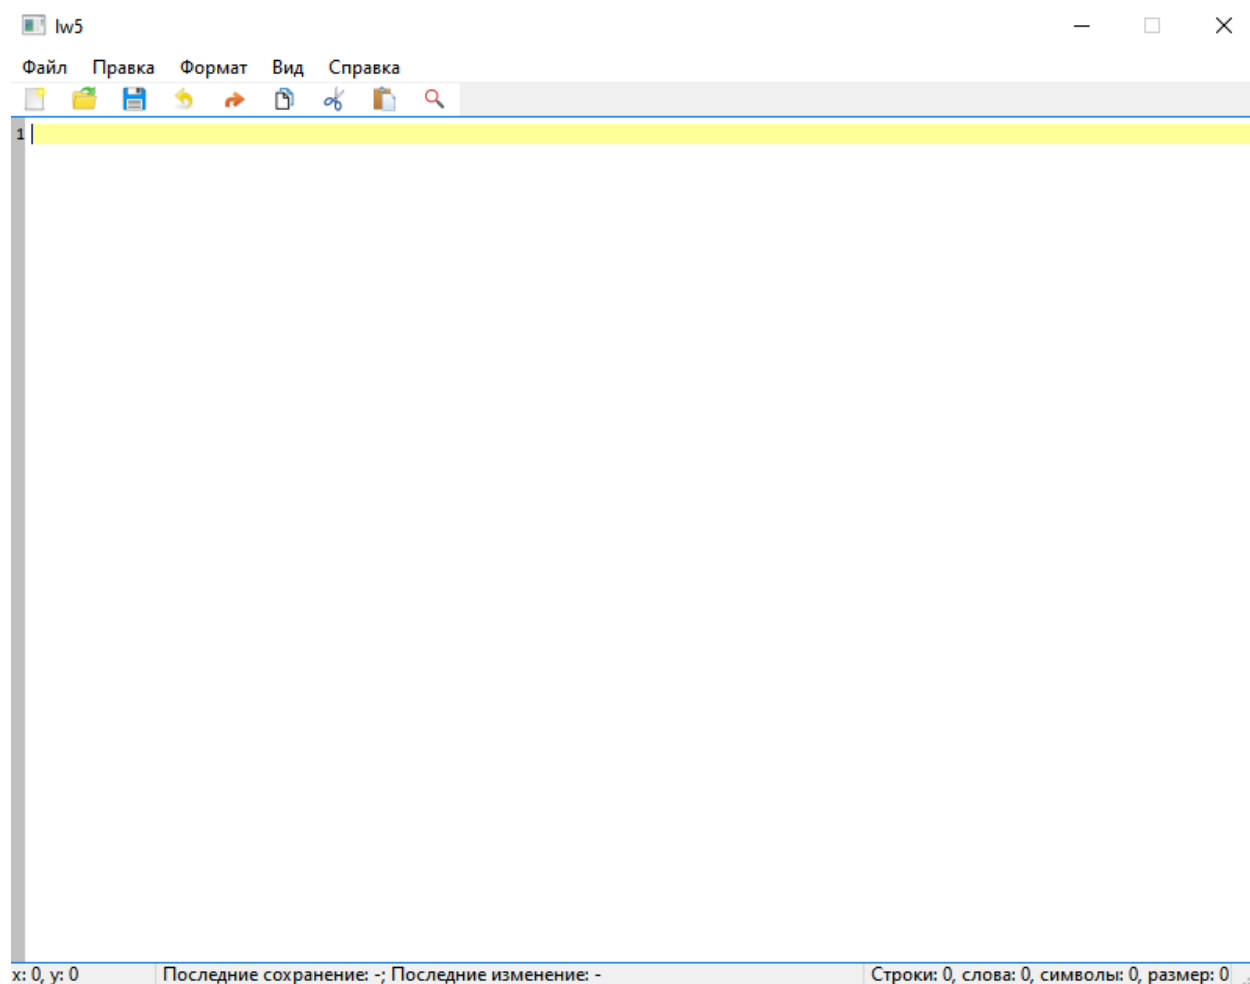 lw5
Файл Правка Формат Вид Справка
1
x: 0, y: 0 Последние сохранение: -; Последние изменение: - Строки: 0, слова: 0, символы: 0, размер: 0